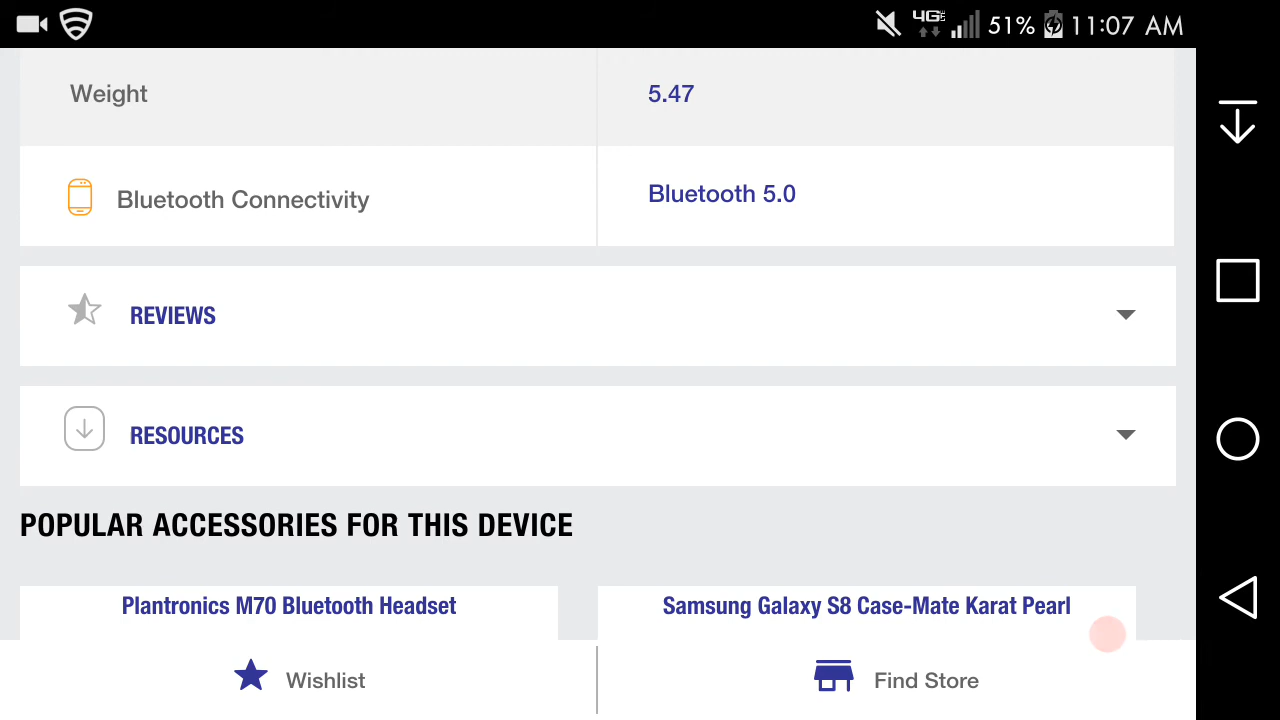 4G LTE 51% 11:07 AM
Weight 5.47
Bluetooth Connectivity Bluetooth 5.0
REVIEWS
RESOURCES
POPULAR ACCESSORIES FOR THIS DEVICE
Plantronics M70 Bluetooth Headset Samsung Galaxy S8 Case-Mate Karat Pearl
Wishlist Find Store